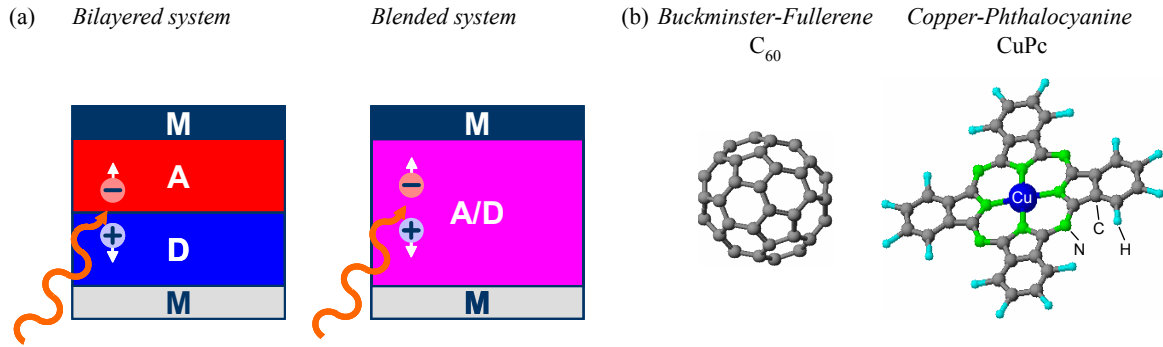 (a) Bilayered system
Blended system
M
A
−
+
D
M
M
−
A/D
+
M
(b) Buckminster-Fullerene
C₆₀
Copper-Phthalocyanine
CuPc
Cu
C
N
H